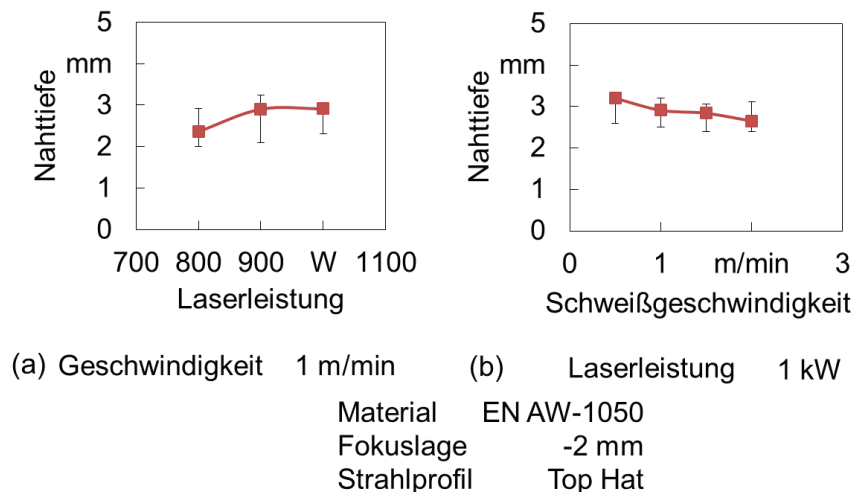 5
mm
3
2
1
0
Nahttiefe
700 800 900 W 1100
Laserleistung
5
mm
3
2
1
0
Nahttiefe
0 1 m/min 3
Schweißgeschwindigkeit
(a) Geschwindigkeit 1 m/min
(b) Laserleistung 1 kW
Material EN AW-1050
Fokuslage -2 mm
Strahlprofil Top Hat